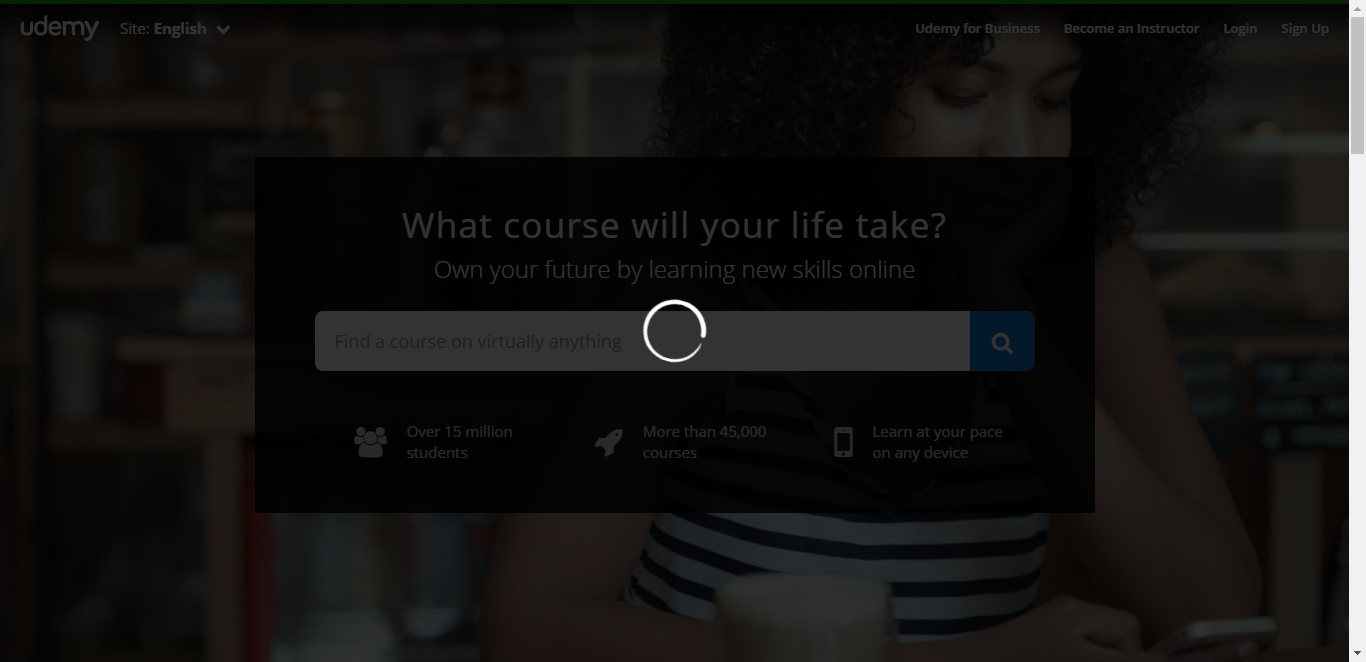 udemy Site: English Udemy for Business Become an Instructor Login Sign Up
What course will your life take?
Own your future by learning new skills online
Find a course on virtually anything
Over 15 million
students
More than 45,000
courses
Learn at your pace
on any device